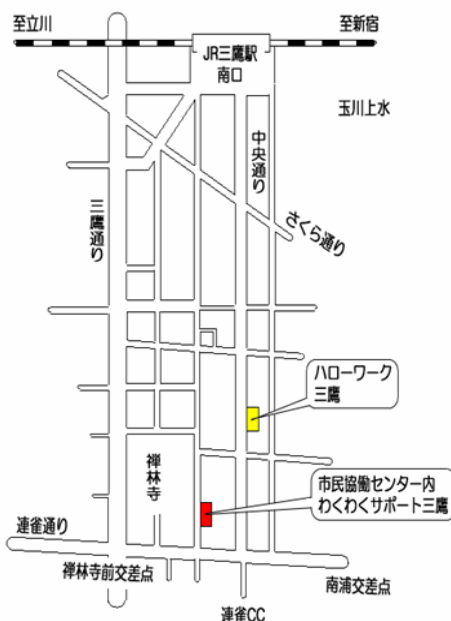 至立川
至新宿
JR三鷹駅
南口
玉川上水
中央通り
三鷹通り
さくら通り
ハローワーク
三鷹
禅林寺
市民協働センター内
わくわくサポート三鷹
連雀通り
禅林寺前交差点
南浦交差点
連雀CC